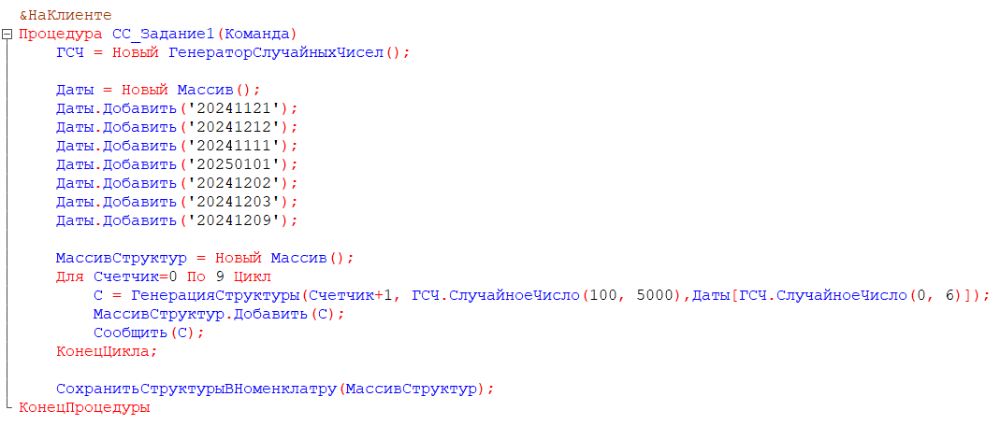 &НаКлиенте
Процедура СС_Задание1(Команда)
ГСЧ = Новый ГенераторСлучайныхЧисел();
Даты = Новый Массив();
Даты.Добавить('20241121');
Даты.Добавить('20241212');
Даты.Добавить('20241111');
Даты.Добавить('20250101');
Даты.Добавить('20241202');
Даты.Добавить('20241203');
Даты.Добавить('20241209');
МассивСтруктур = Новый Массив();
Для Счетчик=0 По 9 Цикл
С = ГенерацияСтруктуры(Счетчик+1, ГСЧ.СлучайноеЧисло(100, 5000),Даты[ГСЧ.СлучайноеЧисло(0, 6)]);
МассивСтруктур.Добавить(С);
Сообщить(С);
КонецЦикла;
СохранитьСтруктурыВНоменклатру(МассивСтруктур);
КонецПроцедуры